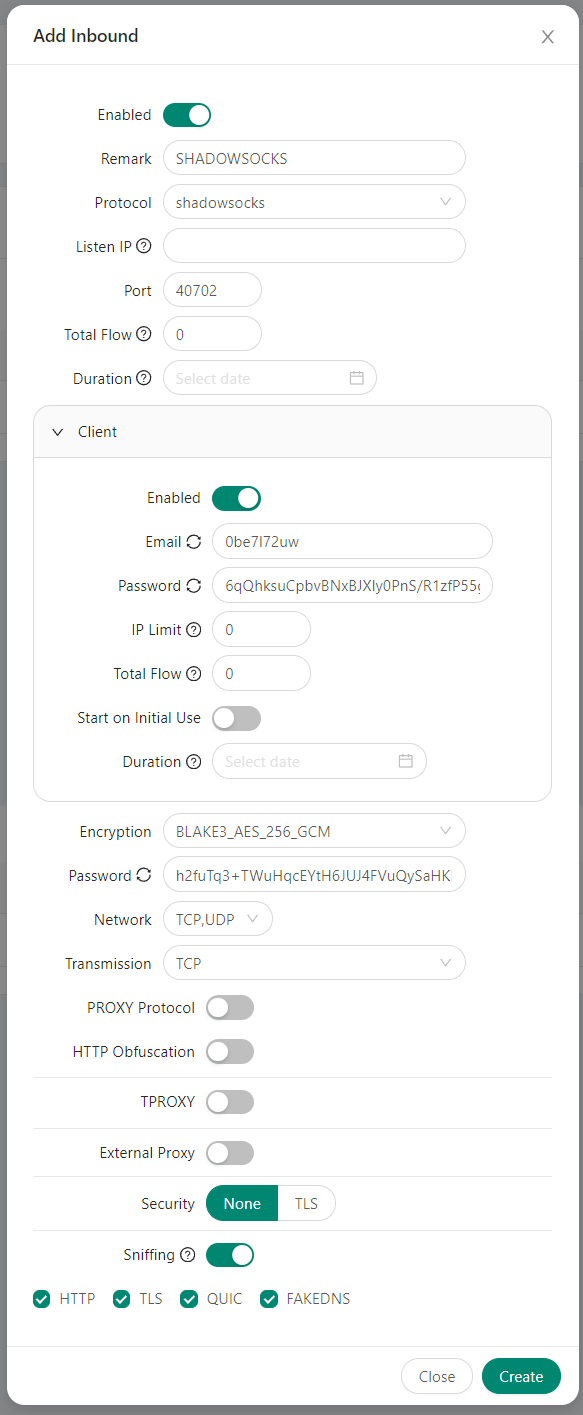 Add Inbound
Enabled
Remark SHADOWSOCKS
Protocol shadowsocks
Listen IP
Port 40702
Total Flow 0
Duration Select date
Client
Enabled
Email 0be7l72uw
Password 6qQhksuCpbvBNxBJXIy0PnS/R1zfP55g
IP Limit 0
Total Flow 0
Start on Initial Use
Duration Select date
Encryption BLAKE3_AES_256_GCM
Password h2fuTq3+TWuHqcEYtH6JUJ4FVuQySaHK
Network TCP,UDP
Transmission TCP
PROXY Protocol
HTTP Obfuscation
TPROXY
External Proxy
Security None TLS
Sniffing
HTTP TLS QUIC FAKEDNS
Close Create